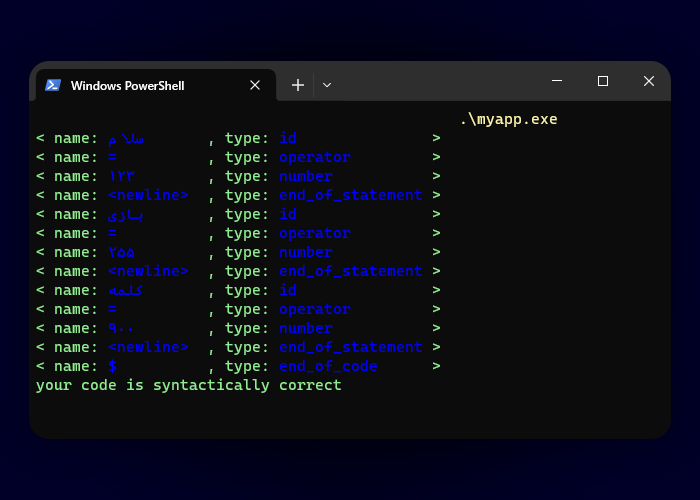 Windows PowerShell
.\myapp.exe
< name: سلام , type: id >
< name: = , type: operator >
< name: ۱۲۳ , type: number >
< name: <newline> , type: end_of_statement >
< name: بازی , type: id >
< name: = , type: operator >
< name: ۲۵۵ , type: number >
< name: <newline> , type: end_of_statement >
< name: کلمه , type: id >
< name: = , type: operator >
< name: ۹۰۰ , type: number >
< name: <newline> , type: end_of_statement >
< name: $ , type: end_of_code >
your code is syntactically correct